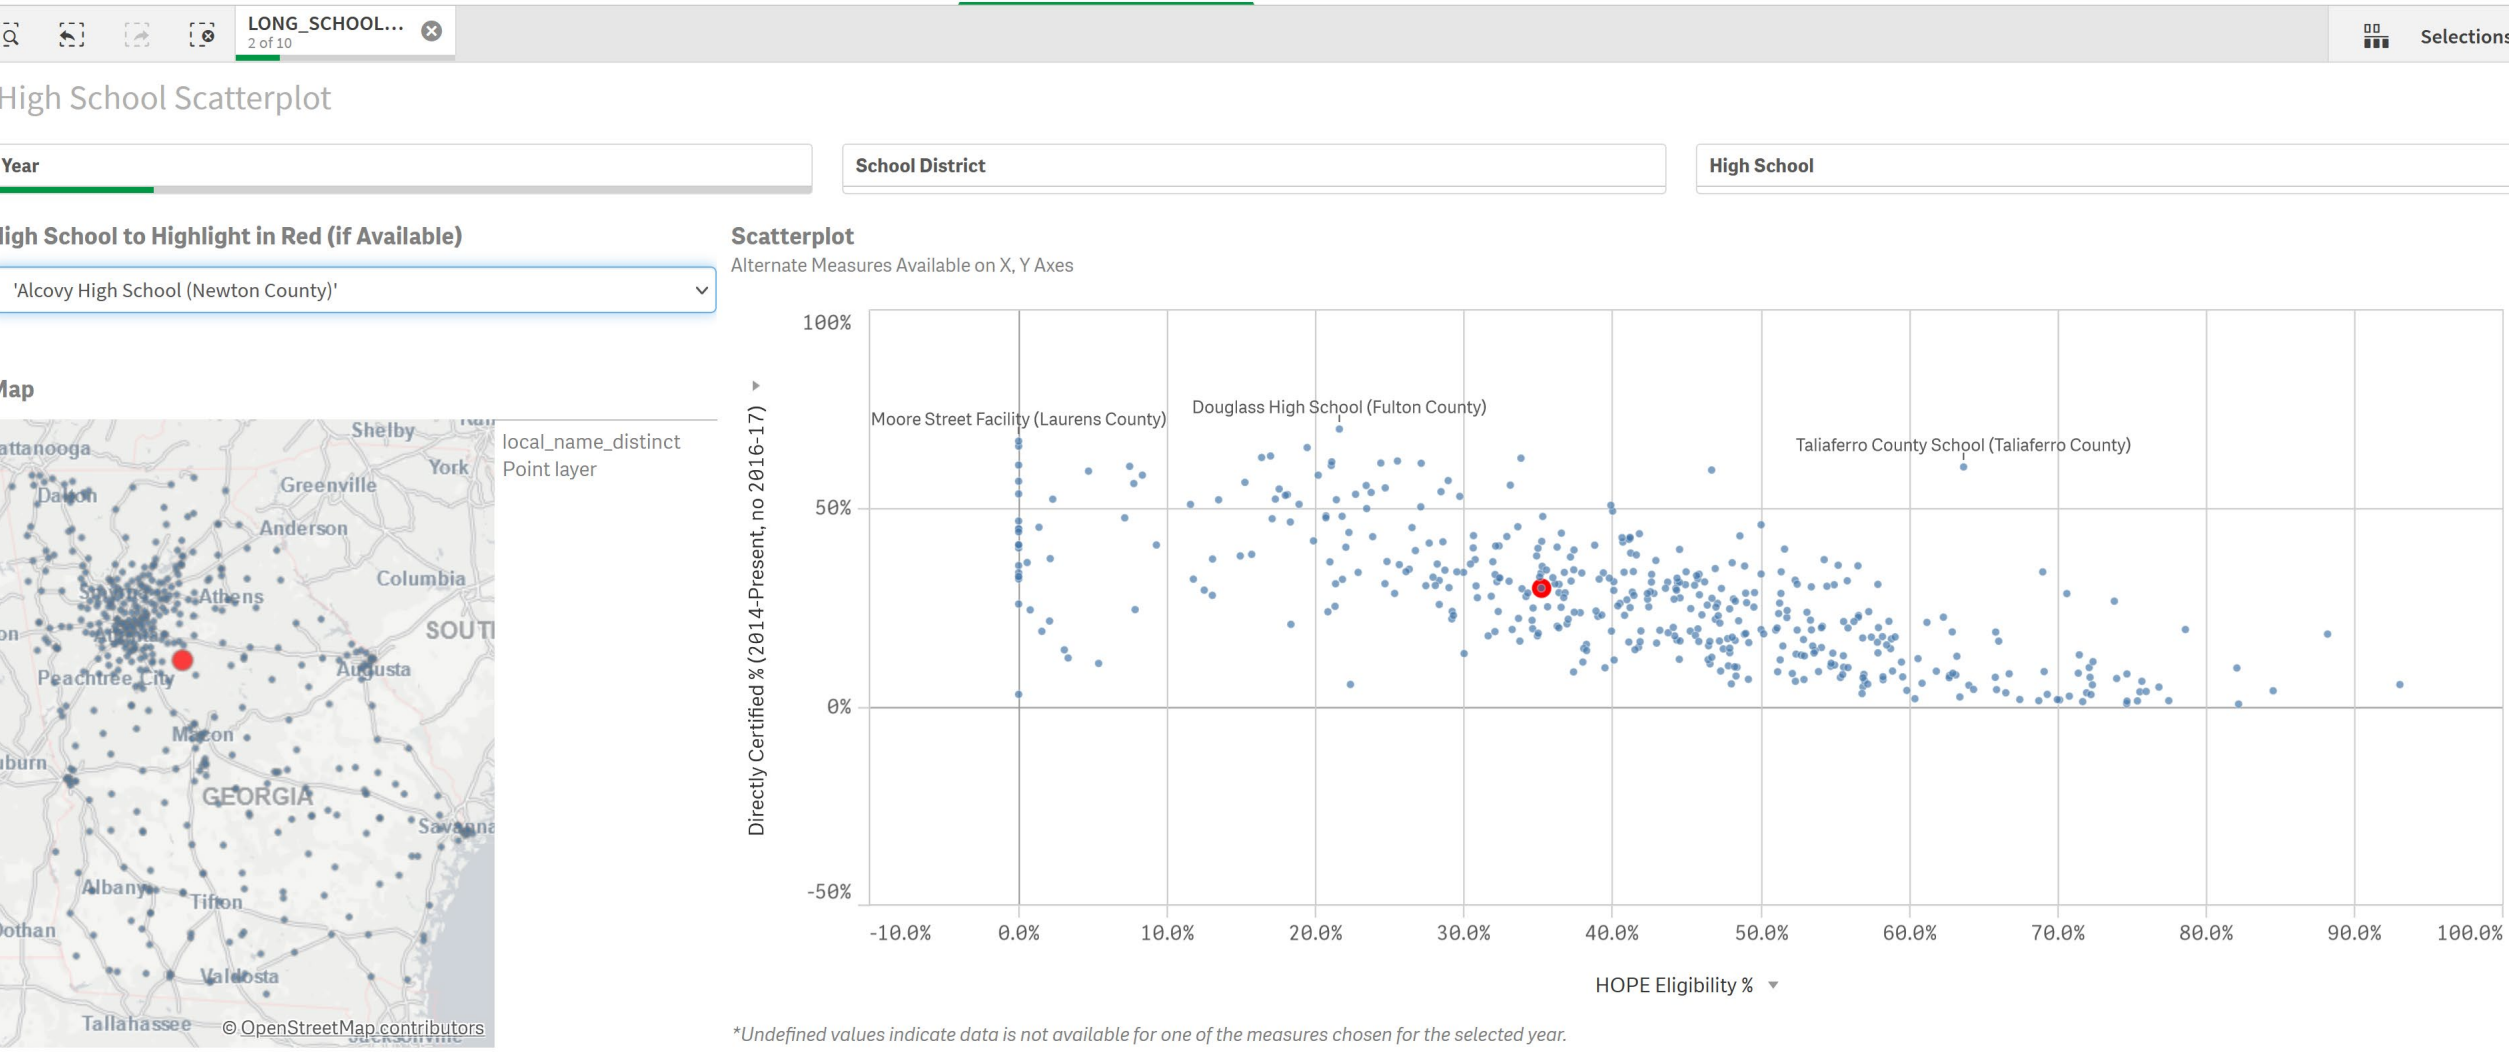 LONG_SCHOOL...
2 of 10
Selections
High School Scatterplot
Year
School District
High School
High School to Highlight in Red (if Available)
'Alcovy High School (Newton County)'
Scatterplot
Alternate Measures Available on X, Y Axes
Map
local_name_distinct
Point layer
attanooga
Shelby
York
Dalton
Greenville
Anderson
Columbia
Athens
SOUT
Augusta
Peachtree City
Macon
uburn
GEORGIA
Savanna
Albany
Tifton
Dothan
Valdosta
Tallahassee
© OpenStreetMap contributors
Jacksonville
Directly Certified % (2014-Present, no 2016-17)
100%
50%
0%
-50%
Moore Street Facility (Laurens County)
Douglass High School (Fulton County)
Taliaferro County School (Taliaferro County)
-10.0% 0.0% 10.0% 20.0% 30.0% 40.0% 50.0% 60.0% 70.0% 80.0% 90.0% 100.0%
HOPE Eligibility %
*Undefined values indicate data is not available for one of the measures chosen for the selected year.